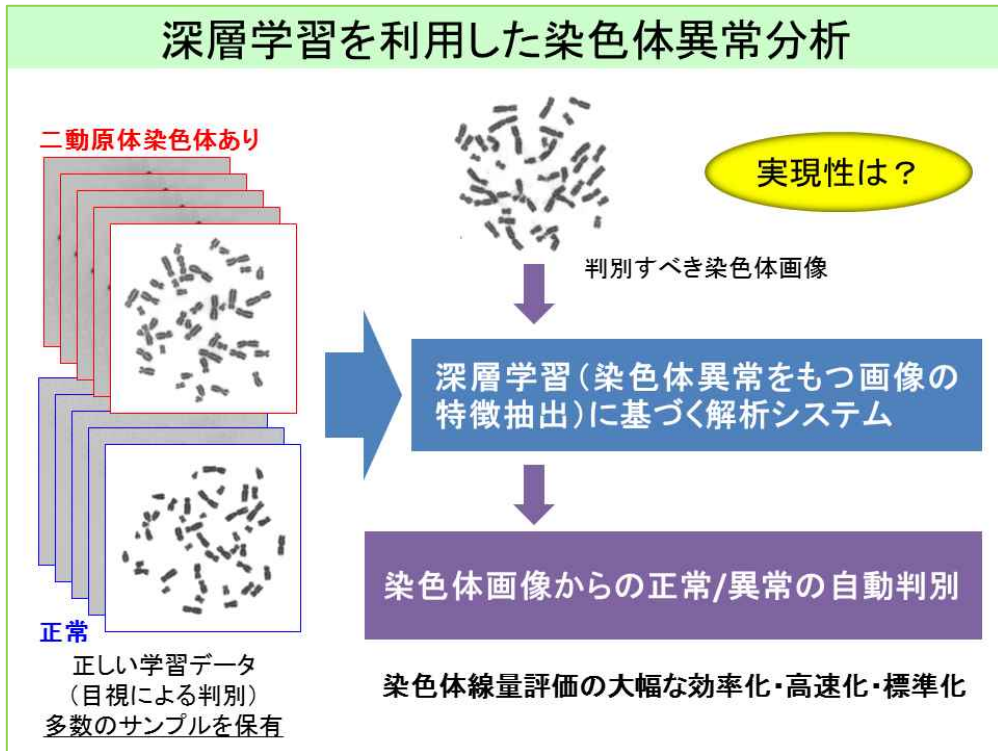 深層学習を利用した染色体異常分析
二動原体染色体あり
実現性は？
判別すべき染色体画像
深層学習（染色体異常をもつ画像の
特徴抽出）に基づく解析システム
染色体画像からの正常/異常の自動判別
正常
正しい学習データ
（目視による判別）
多数のサンプルを保有
染色体線量評価の大幅な効率化・高速化・標準化